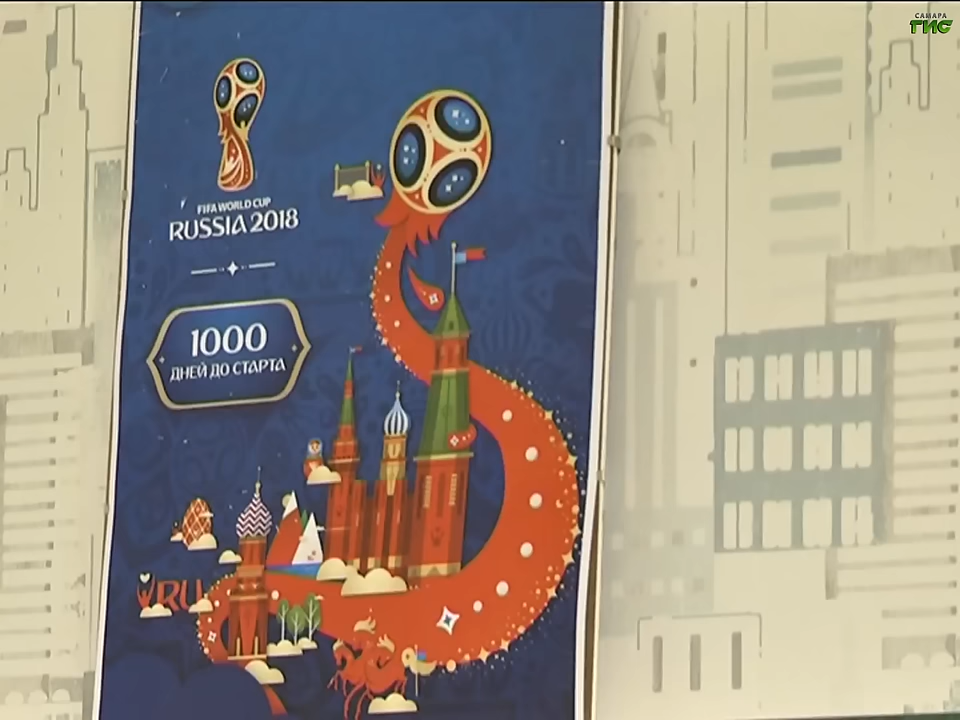 САМАРА
ГИС
FIFA WORLD CUP
RUSSIA 2018
1000
ДНЕЙ ДО СТАРТА
RU